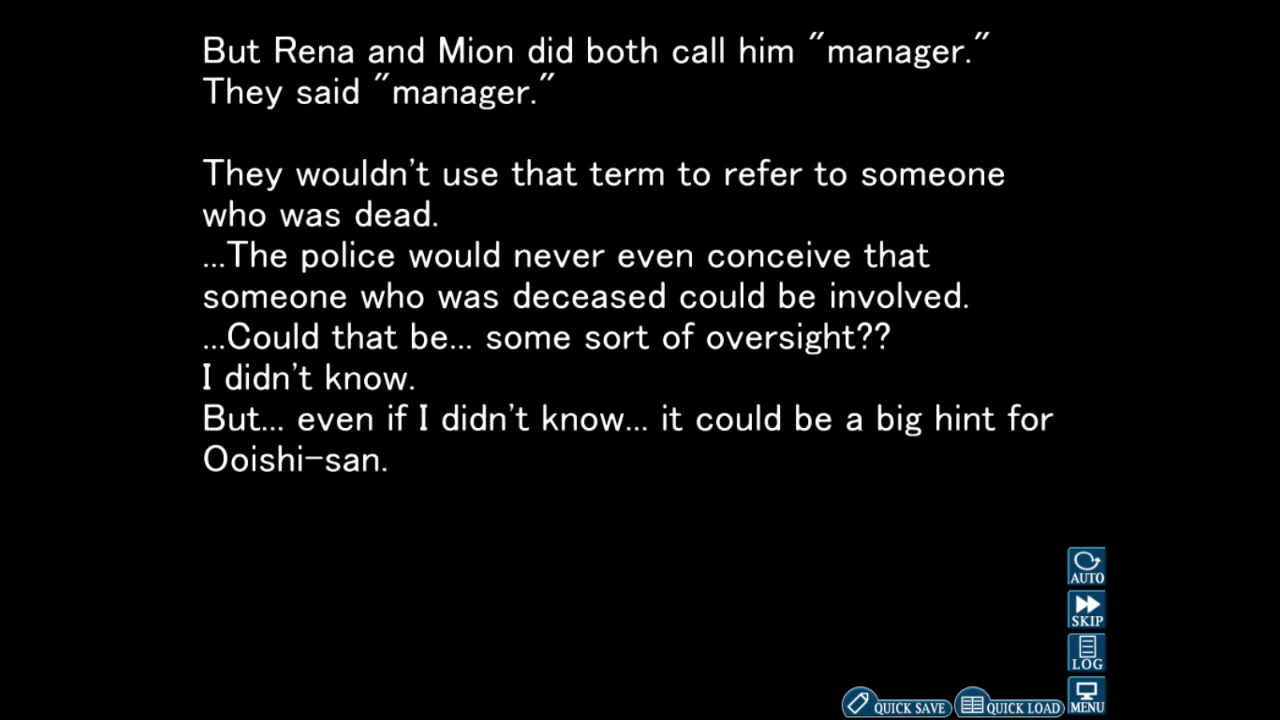 But Rena and Mion did both call him "manager."
They said "manager."
They wouldn't use that term to refer to someone
who was dead.
...The police would never even conceive that
someone who was deceased could be involved.
...Could that be... some sort of oversight??
I didn't know.
But... even if I didn't know... it could be a big hint for
Ooishi-san.
AUTO
SKIP
LOG
QUICK SAVE
QUICK LOAD
MENU